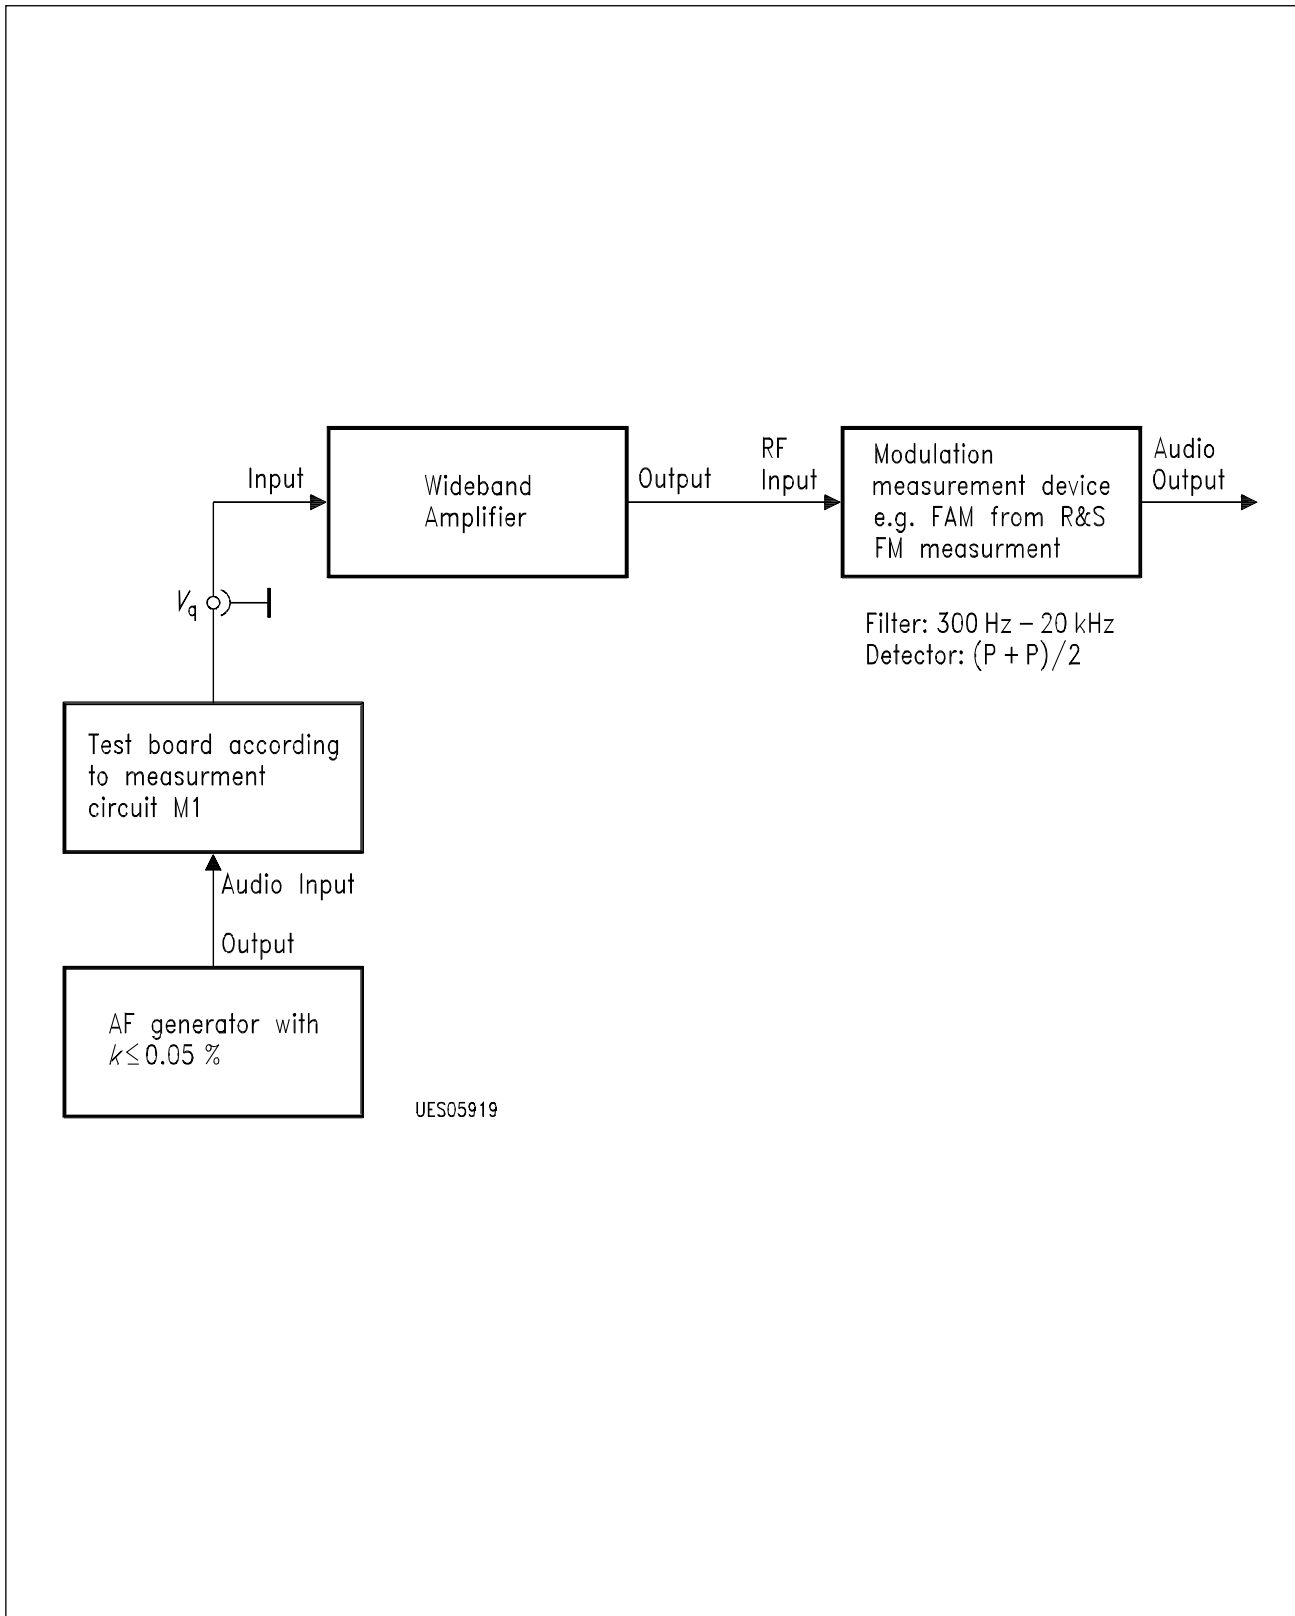 Input
Wideband
Amplifier
Output
RF
Input
Modulation
measurement device
e.g. FAM from R&S
FM measurment
Audio
Output
Vq
Filter: 300 Hz – 20 kHz
Detector: (P + P)/2
Test board according
to measurment
circuit M1
Audio Input
Output
AF generator with
k≤0.05 %
UES05919